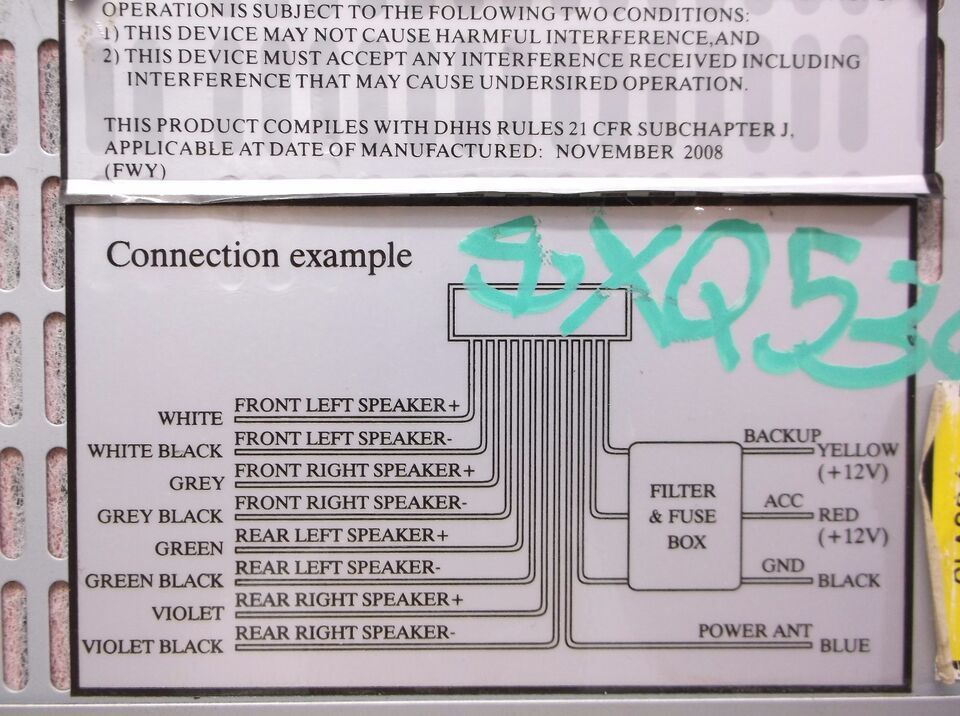 OPERATION IS SUBJECT TO THE FOLLOWING TWO CONDITIONS:
1) THIS DEVICE MAY NOT CAUSE HARMFUL INTERFERENCE,AND
2) THIS DEVICE MUST ACCEPT ANY INTERFERENCE RECEIVED INCLUDING
INTERFERENCE THAT MAY CAUSE UNDERSIRED OPERATION.
THIS PRODUCT COMPILES WITH DHHS RULES 21 CFR SUBCHAPTER J,
APPLICABLE AT DATE OF MANUFACTURED: NOVEMBER 2008
(FWY)
Connection example
WHITE FRONT LEFT SPEAKER+
WHITE BLACK FRONT LEFT SPEAKER-
GREY FRONT RIGHT SPEAKER+
GREY BLACK FRONT RIGHT SPEAKER-
GREEN REAR LEFT SPEAKER+
GREEN BLACK REAR LEFT SPEAKER-
VIOLET REAR RIGHT SPEAKER+
VIOLET BLACK REAR RIGHT SPEAKER-
FILTER
& FUSE
BOX
BACKUP YELLOW
(+12V)
ACC RED
(+12V)
GND BLACK
POWER ANT BLUE